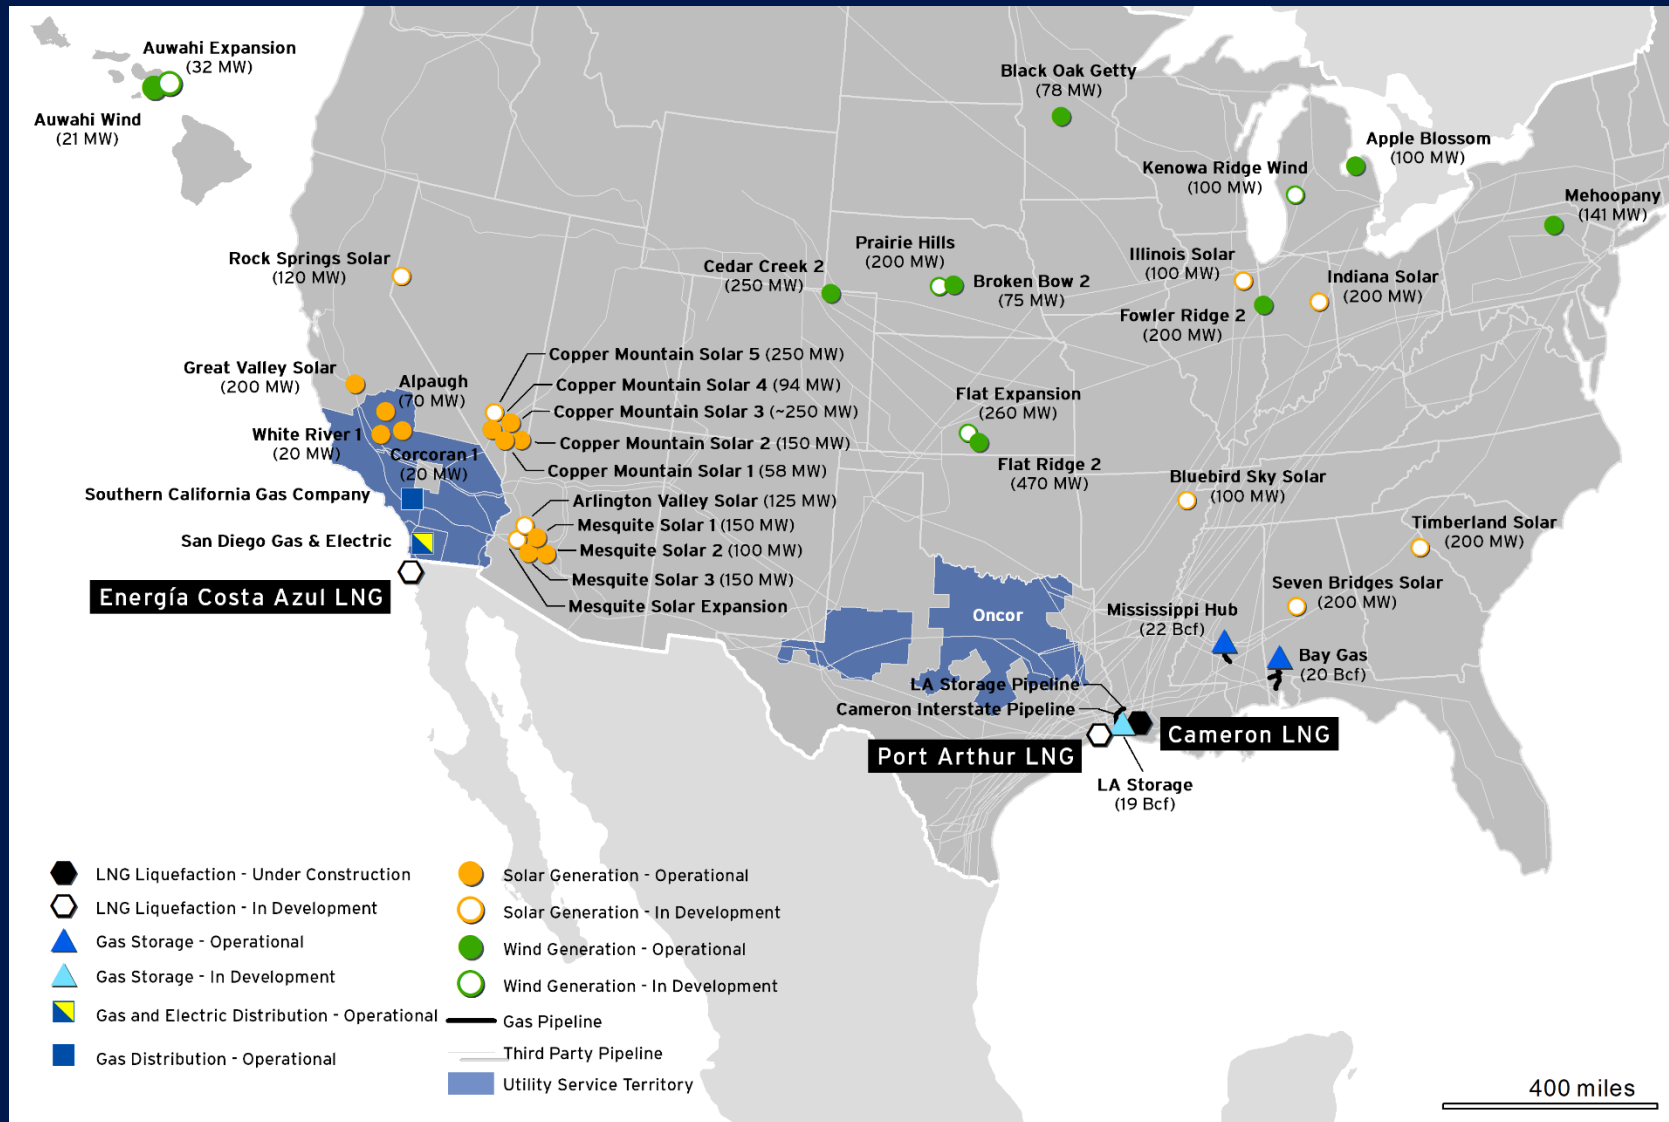 Auwahi Expansion
(32 MW)
Auwahi Wind
(21 MW)
Black Oak Getty
(78 MW)
Apple Blossom
(100 MW)
Kenowa Ridge Wind
(100 MW)
Mehoopany
(141 MW)
Rock Springs Solar
(120 MW)
Cedar Creek 2
(250 MW)
Prairie Hills
(200 MW)
Broken Bow 2
(75 MW)
Illinois Solar
(100 MW)
Indiana Solar
(200 MW)
Fowler Ridge 2
(200 MW)
Great Valley Solar
(200 MW)
Alpaugh
(70 MW)
White River 1
(20 MW)
Corcoran 1
(20 MW)
Copper Mountain Solar 5 (250 MW)
Copper Mountain Solar 4 (94 MW)
Copper Mountain Solar 3 (~250 MW)
Copper Mountain Solar 2 (150 MW)
Copper Mountain Solar 1 (58 MW)
Arlington Valley Solar (125 MW)
Mesquite Solar 1 (150 MW)
Mesquite Solar 2 (100 MW)
Mesquite Solar 3 (150 MW)
Mesquite Solar Expansion
Flat Expansion
(260 MW)
Flat Ridge 2
(470 MW)
Bluebird Sky Solar
(100 MW)
Timberland Solar
(200 MW)
Seven Bridges Solar
(200 MW)
Southern California Gas Company
San Diego Gas & Electric
Energía Costa Azul LNG
Oncor
Mississippi Hub
(22 Bcf)
Bay Gas
(20 Bcf)
LA Storage Pipeline
Cameron Interstate Pipeline
Port Arthur LNG
Cameron LNG
LA Storage
(19 Bcf)
LNG Liquefaction - Under Construction
LNG Liquefaction - In Development
Gas Storage - Operational
Gas Storage - In Development
Gas and Electric Distribution - Operational
Gas Distribution - Operational
Solar Generation - Operational
Solar Generation - In Development
Wind Generation - Operational
Wind Generation - In Development
Gas Pipeline
Third Party Pipeline
Utility Service Territory
400 miles